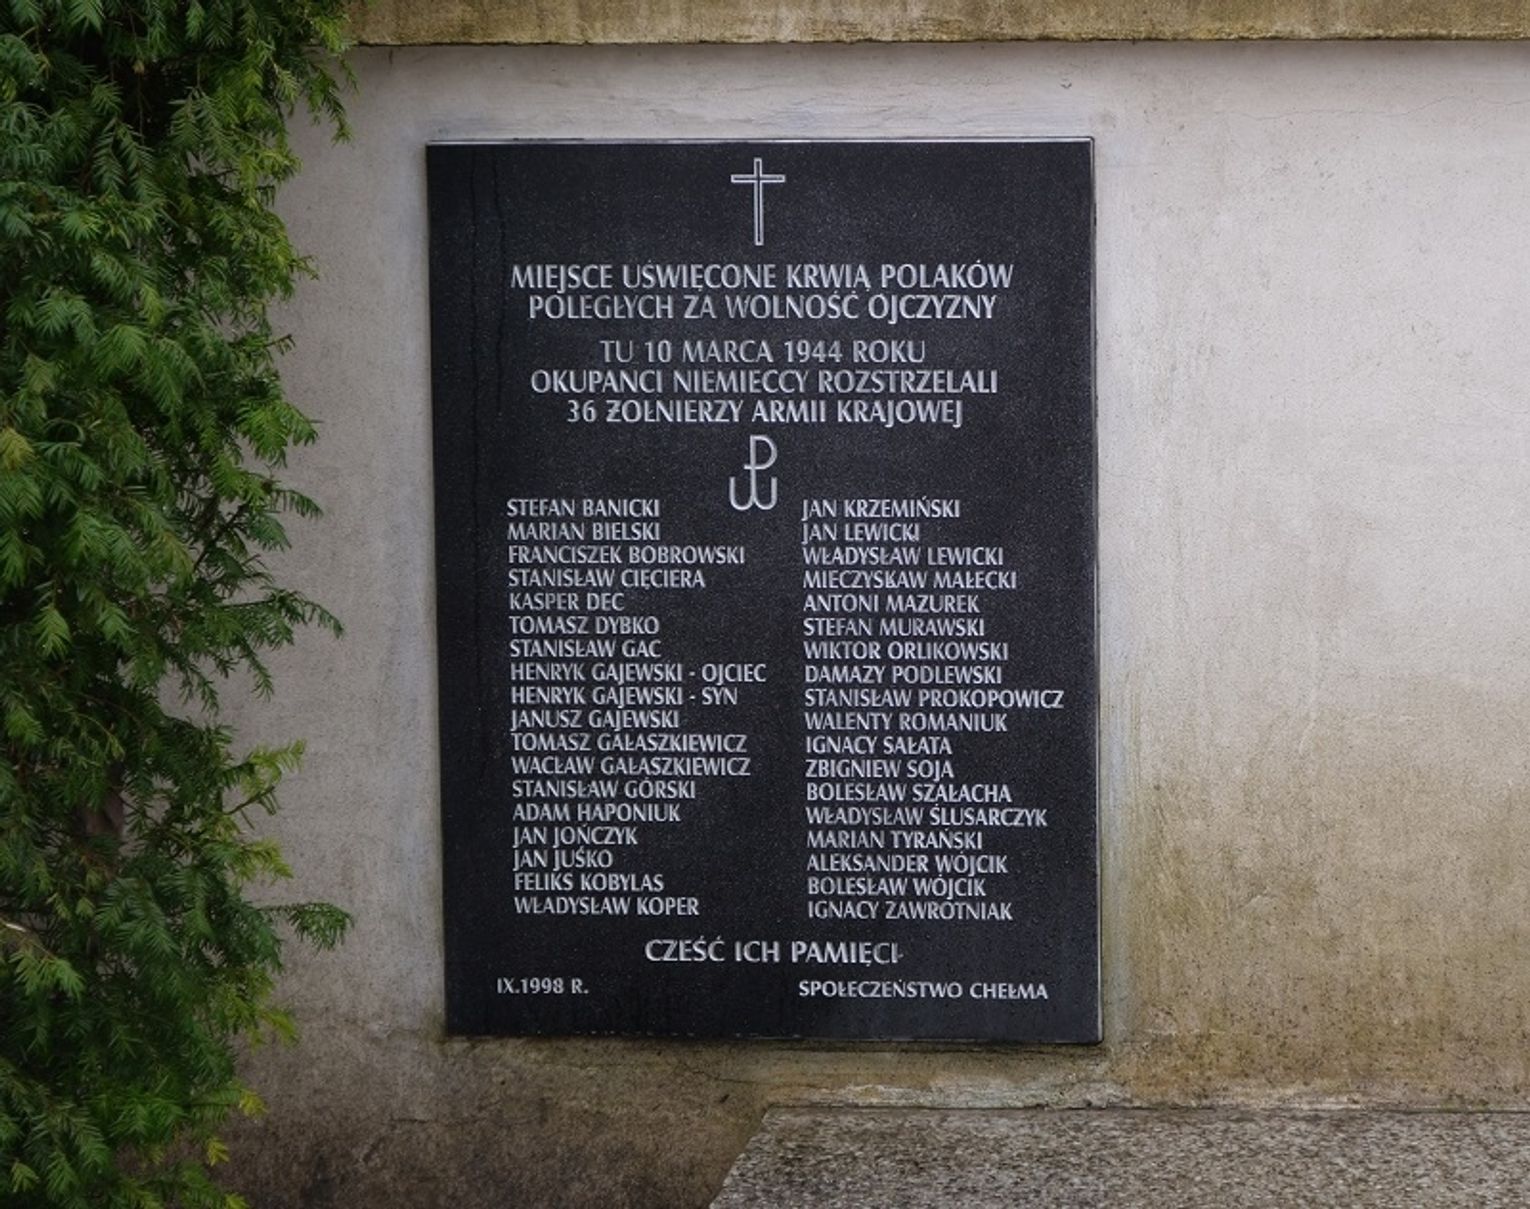 MIEJSCE UŚWIĘCONE KRWIĄ POLAKÓW
POLEGŁYCH ZA WOLNOŚĆ OJCZYZNY
TU 10 MARCA 1944 ROKU
OKUPANCI NIEMIECCY ROZSTRZELALI
36 ŻOŁNIERZY ARMII KRAJOWEJ
STEFAN BANICKI
MARIAN BIELSKI
FRANCISZEK BOBROWSKI
STANISŁAW CIĘCIERA
KASPER DEC
TOMASZ DYBKO
STANISŁAW GAC
HENRYK GAJEWSKI - OJCIEC
HENRYK GAJEWSKI - SYN
JANUSZ GAJEWSKI
TOMASZ GAŁASZKIEWICZ
WACŁAW GAŁASZKIEWICZ
STANISŁAW GÓRSKI
ADAM HAPONIUK
JAN JOŃCZYK
JAN JUŚKO
FELIKS KOBYLAS
WŁADYSŁAW KOPER
JAN KRZEMIŃSKI
JAN LEWICKI
WŁADYSŁAW LEWICKI
MIECZYSŁAW MAŁECKI
ANTONI MAZUREK
STEFAN MURAWSKI
WIKTOR ORLIKOWSKI
DAMAZY PODLEWSKI
STANISŁAW PROKOPOWICZ
WALENTY ROMANIUK
IGNACY SAŁATA
ZBIGNIEW SOJA
BOLESŁAW SZAŁACHA
WŁADYSŁAW ŚLUSARCZYK
MARIAN TYRAŃSKI
ALEKSANDER WÓJCIK
BOLESŁAW WÓJCIK
IGNACY ZAWRÓTNIAK
CZEŚĆ ICH PAMIĘCI
IX.1998 R.
SPOŁECZEŃSTWO CHEŁMA